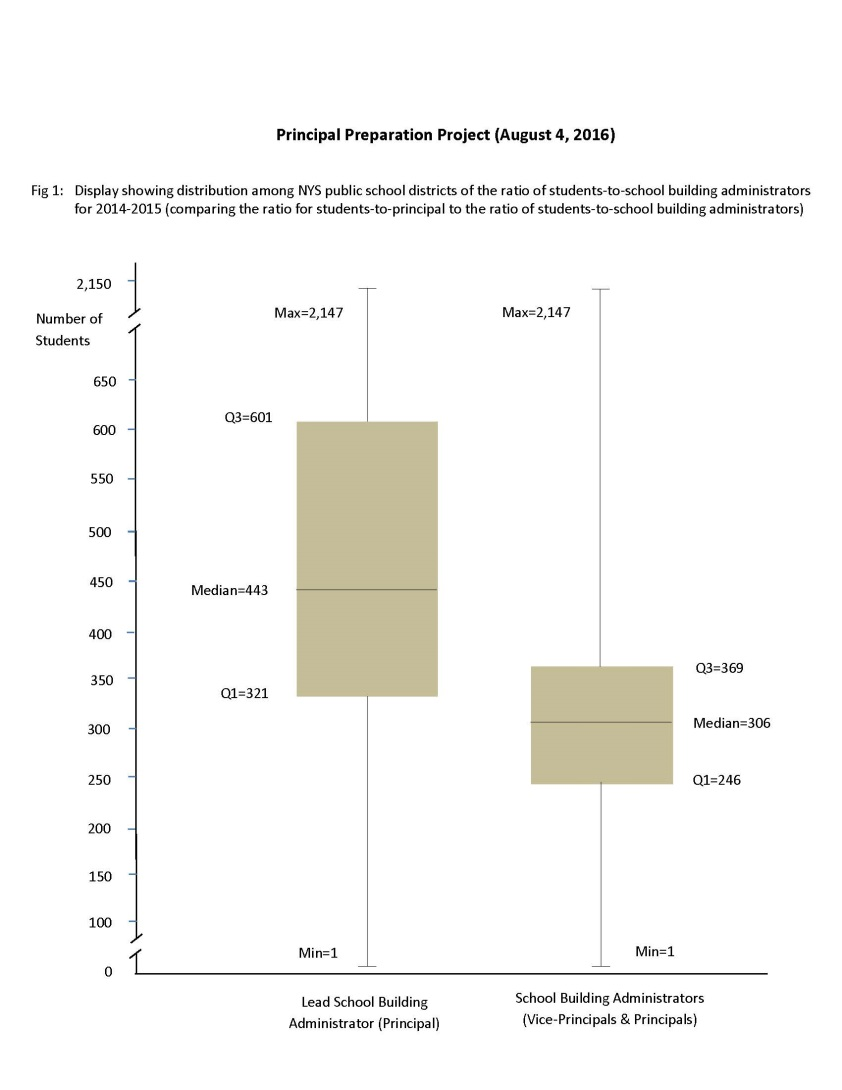 Principal Preparation Project (August 4, 2016)
Fig 1: Display showing distribution among NYS public school districts of the ratio of students-to-school building administrators
for 2014-2015 (comparing the ratio for students-to-principal to the ratio of students-to-school building administrators)
2,150
Number of
Students
650
600
550
500
450
400
350
300
250
200
150
100
0
Max=2,147
Q3=601
Median=443
Q1=321
Min=1
Max=2,147
Q3=369
Median=306
Q1=246
Min=1
Lead School Building
Administrator (Principal)
School Building Administrators
(Vice-Principals & Principals)